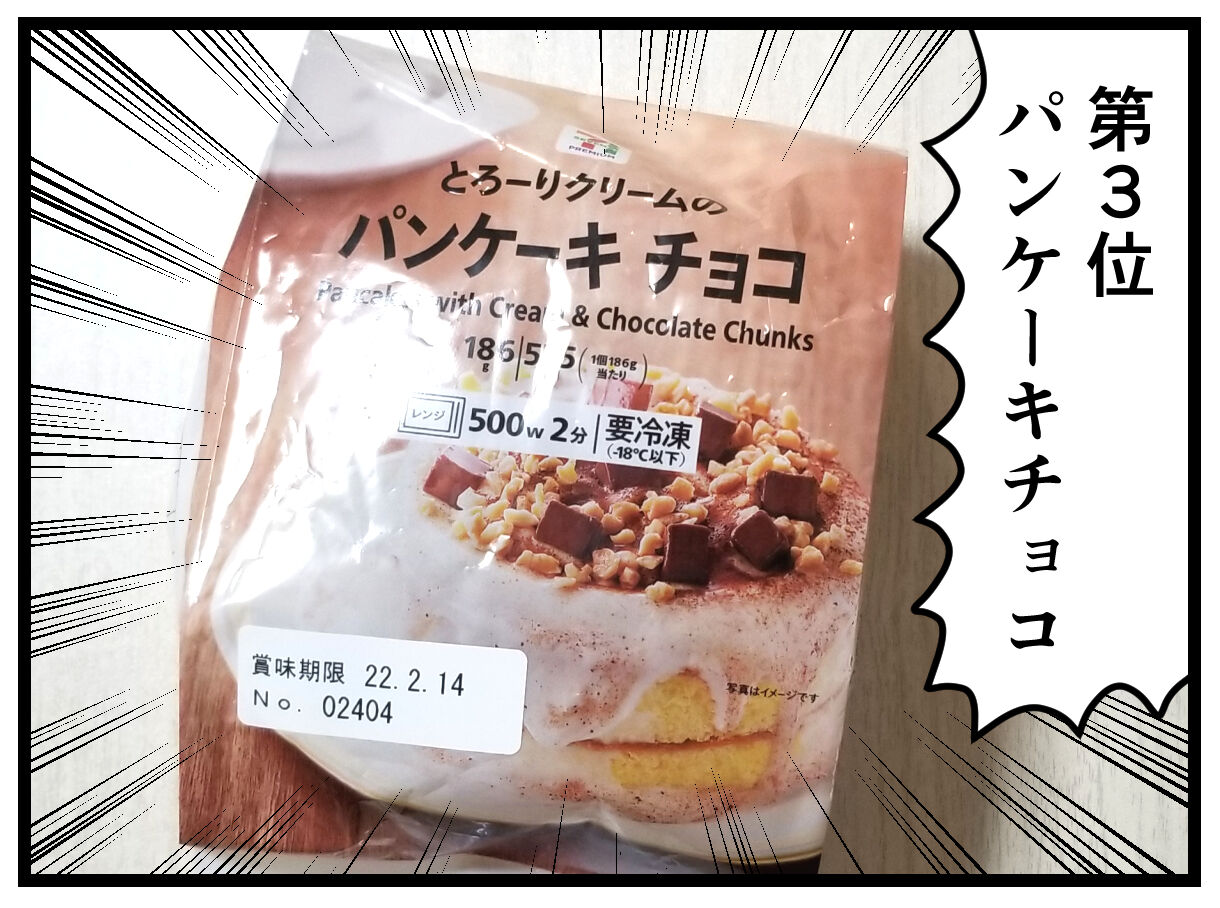 第3位
パンケーキチョコ
PREMIUM
とろーりクリームの
パンケーキ チョコ
with & Chocolate Chunks
186g
(1個186g
当たり)
レンジ 500w 2分 要冷凍
(-18℃以下)
賞味期限 22.2.14
No. 02404
写真はイメージです